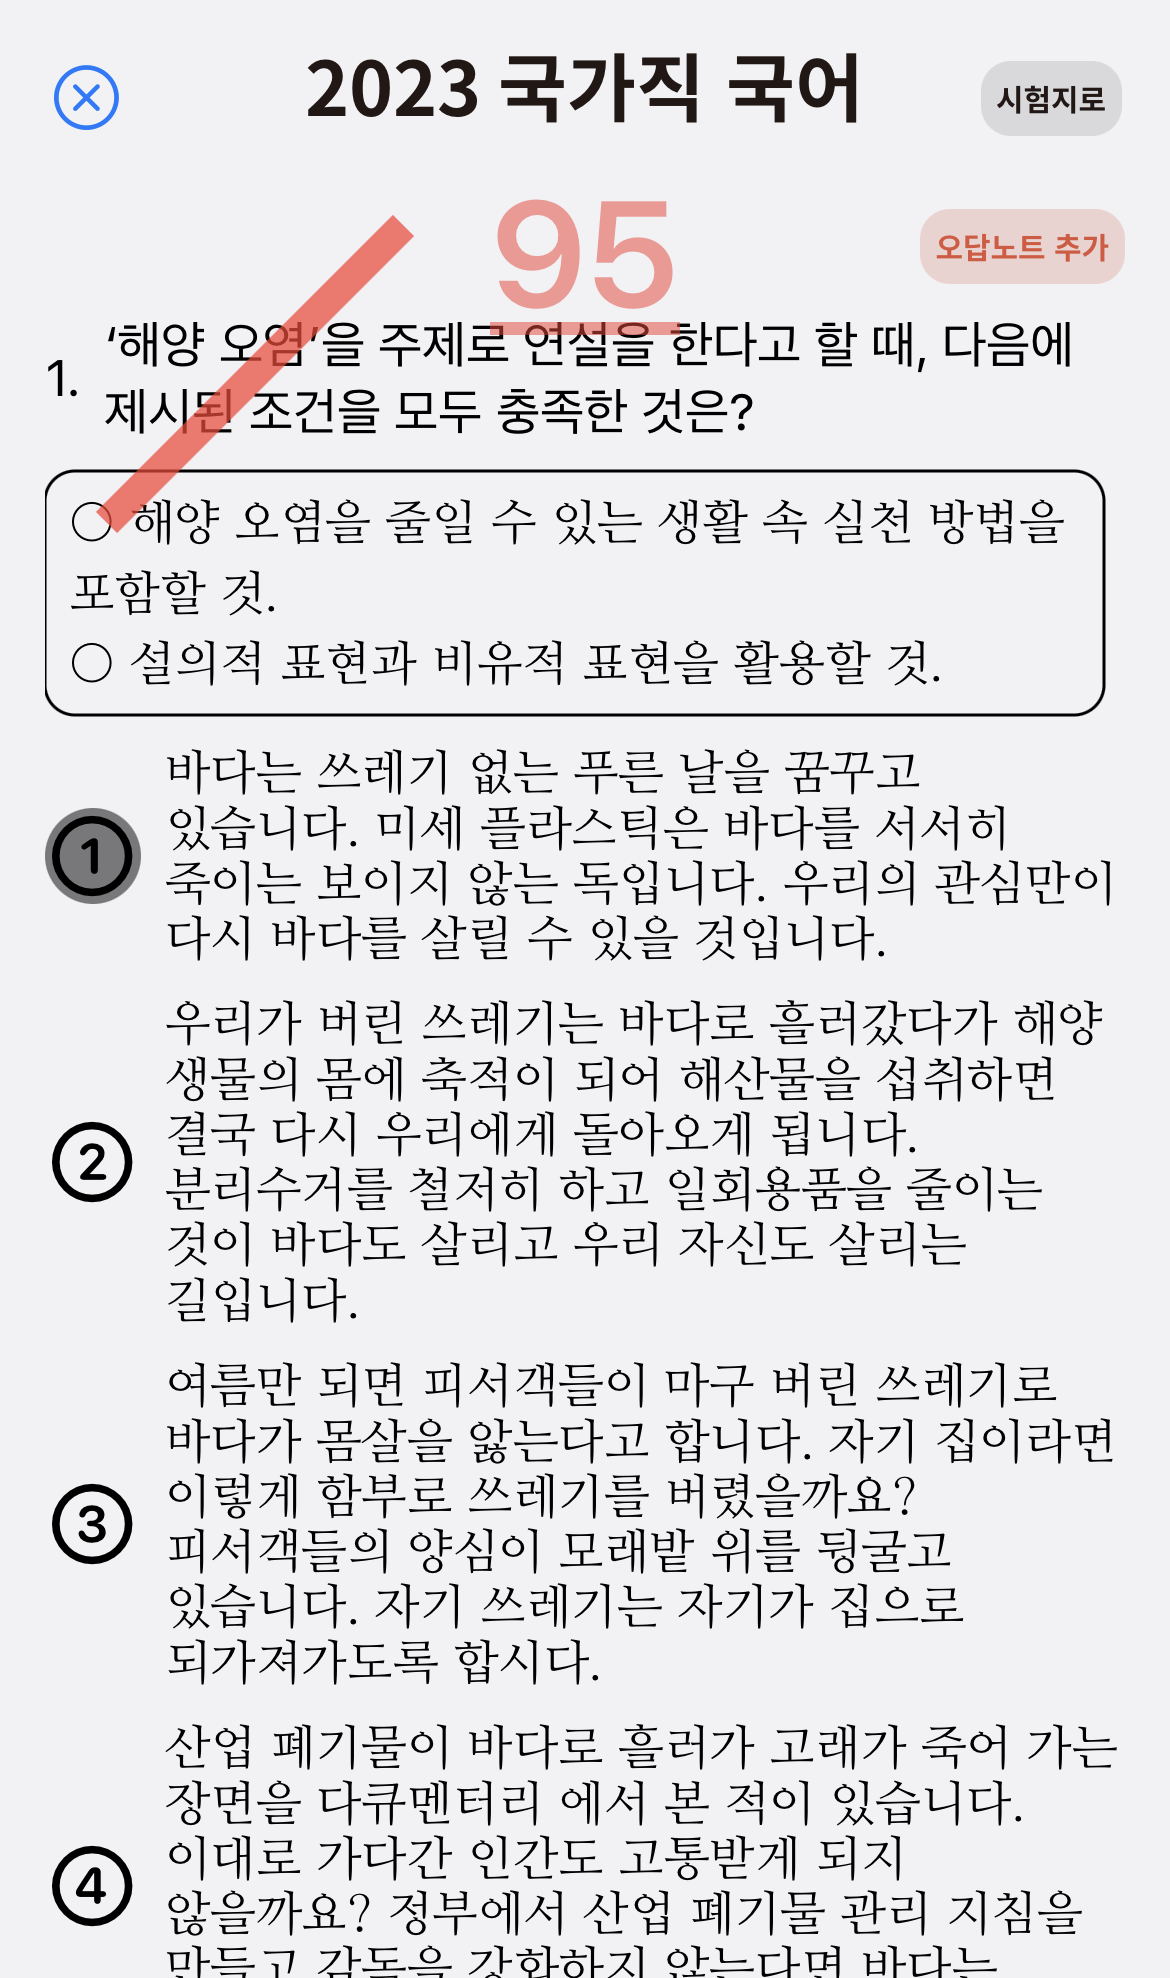 2023 국가직 국어
시험지로
95
오답노트 추가
1. ‘해양 오염’을 주제로 연설을 한다고 할 때, 다음에
제시된 조건을 모두 충족한 것은?
○ 해양 오염을 줄일 수 있는 생활 속 실천 방법을
포함할 것.
○ 설의적 표현과 비유적 표현을 활용할 것.
① 바다는 쓰레기 없는 푸른 날을 꿈꾸고
있습니다. 미세 플라스틱은 바다를 서서히
죽이는 보이지 않는 독입니다. 우리의 관심만이
다시 바다를 살릴 수 있을 것입니다.
② 우리가 버린 쓰레기는 바다로 흘러갔다가 해양
생물의 몸에 축적이 되어 해산물을 섭취하면
결국 다시 우리에게 돌아오게 됩니다.
분리수거를 철저히 하고 일회용품을 줄이는
것이 바다도 살리고 우리 자신도 살리는
길입니다.
③ 여름만 되면 피서객들이 마구 버린 쓰레기로
바다가 몸살을 앓는다고 합니다. 자기 집이라면
이렇게 함부로 쓰레기를 버렸을까요?
피서객들의 양심이 모래밭 위를 뒹굴고
있습니다. 자기 쓰레기는 자기가 집으로
되가져가도록 합시다.
④ 산업 폐기물이 바다로 흘러가 고래가 죽어 가는
장면을 다큐멘터리 에서 본 적이 있습니다.
이대로 가다간 인간도 고통받게 되지
않을까요? 정부에서 산업 폐기물 관리 지침을
만들고 감독을 강화하지 않는다면 바다는